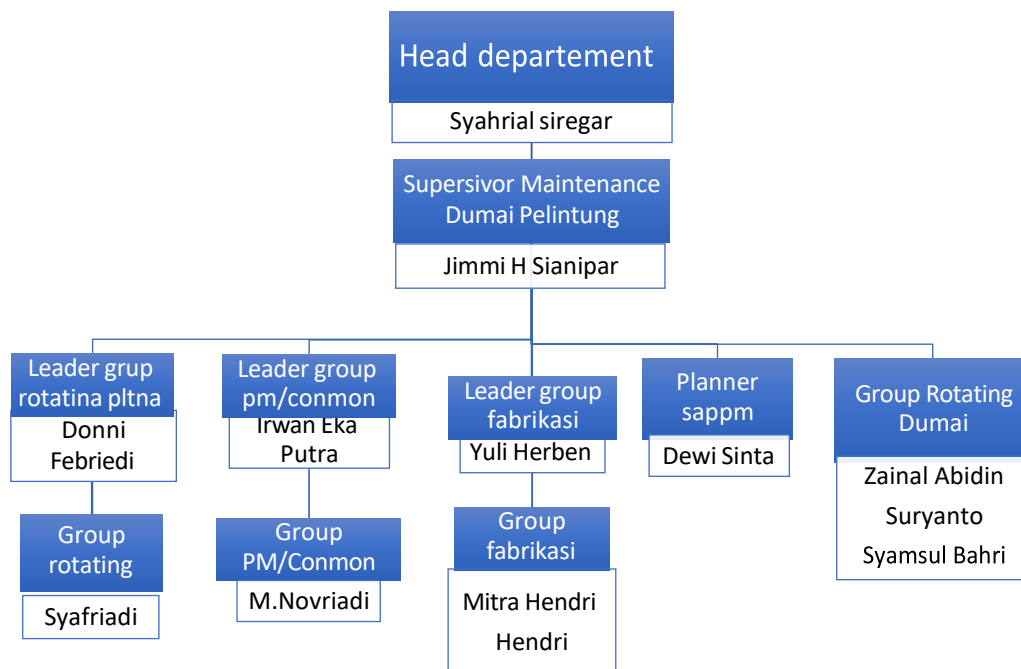 Head departement
Syahrial siregar
Supersivor Maintenance
Dumai Pelintung
Jimmi H Sianipar
Leader grup
rotatina pltna
Donni
Febriedi
Leader group
pm/conmon
Irwan Eka
Putra
Leader group
fabrikasi
Yuli Herben
Planner
sappm
Dewi Sinta
Group Rotating
Dumai
Zainal Abidin
Suryanto
Syamsul Bahri
Group
rotating
Syafriadi
Group
PM/Conmon
M.Novriadi
Group
fabrikasi
Mitra Hendri
Hendri